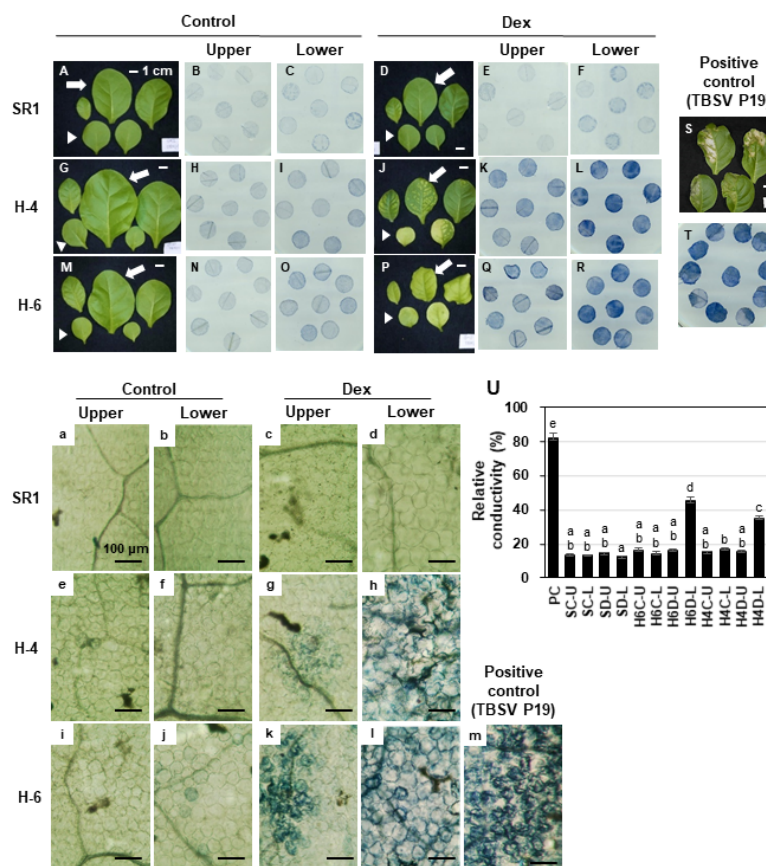 Control Dex
Upper Lower Upper Lower
Positive
control
(TBSV P19)
A 1 cm B C D E F
SR1
S
G H I J K L
H-4
T
M N O P Q R
H-6
Control Dex
Upper Lower Upper Lower
a b c d
SR1
100 µm
e f g h
H-4
Positive
control
(TBSV P19)
i j k l m
H-6
U
Relative
conductivity (%)
100
80
60
40
20
0
e
a b
a b
a b
a
a b
a b
a b
d
a b
b
a b
c
PC SC-U SC-L SD-U SD-L H6C-U H6C-L H6D-U H6D-L H4C-U H4C-L H4D-U H4D-L